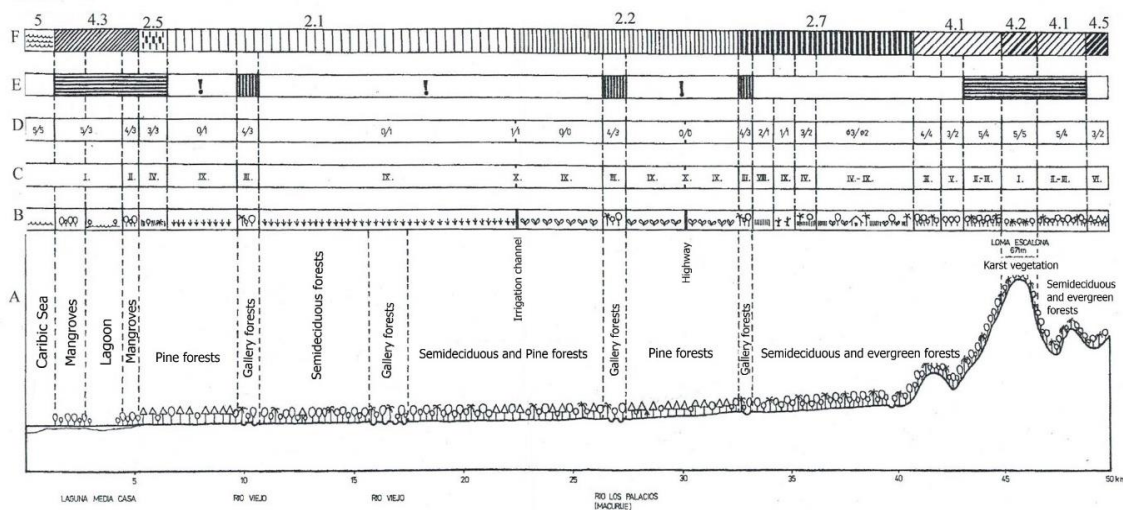 5 4.3 2.5 2.1 2.2 2.7 4.1 4.2 4.1 4.5
F
E ! ! !
D 5/5 5/3 4/3 3/3 0/1 4/3 0/1 1/1 0/0 4/3 0/0 4/3 2/1 1/1 3/2 ø3/ø2 4/4 3/2 5/4 5/5 5/4 3/2
C I. II. IV. IX. III. IX. X. IX. III. IX. X. IX. III. VIII. IX. IV. IV.-IX. III. V. II.-III. I. II.-III. VI.
B
LOMA ESCALONA
671m
Karst vegetation
Semideciduous
and evergreen
forests
A
Caribic Sea
Mangroves
Lagoon
Mangroves
Pine forests
Gallery forests
Semideciduous forests
Gallery forests
Semideciduous and Pine forests
Irrigation channel
Gallery forests
Pine forests
Highway
Gallery forests
Semideciduous and evergreen forests
5 10 15 20 25 30 35 40 45 50 km
LAGUNA MEDIA CASA RIO VIEJO RIO VIEJO RIO LOS PALACIOS
(MACURIJE)